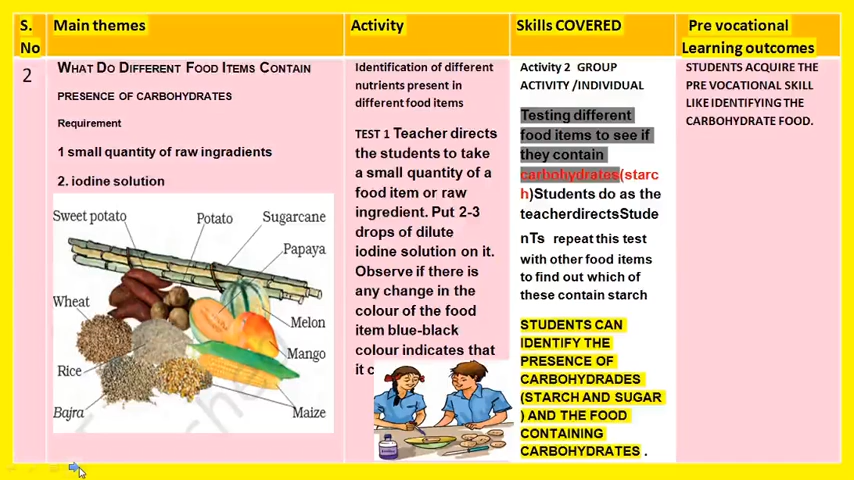 S. No
Main themes
Activity
Skills COVERED
Pre vocational
Learning outcomes
2
WHAT DO DIFFERENT FOOD ITEMS CONTAIN
PRESENCE OF CARBOHYDRATES
Requirement
1 small quantity of raw ingradients
2. iodine solution
Sweet potato
Potato
Sugarcane
Papaya
Wheat
Melon
Mango
Rice
Bajra
Maize
Identification of different
nutrients present in
different food items
TEST 1 Teacher directs
the students to take
a small quantity of a
food item or raw
ingredient. Put 2-3
drops of dilute
iodine solution on it.
Observe if there is
any change in the
colour of the food
item blue-black
colour indicates that
it
Activity 2 GROUP
ACTIVITY /INDIVIDUAL
Testing different
food items to see if
they contain
carbohydrates(starc
h)Students do as the
teacherdirectsStude
nTs repeat this test
with other food items
to find out which of
these contain starch
STUDENTS CAN
IDENTIFY THE
PRESENCE OF
CARBOHYDRADES
(STARCH AND SUGAR
) AND THE FOOD
CONTAINING
CARBOHYDRATES .
STUDENTS ACQUIRE THE
PRE VOCATIONAL SKILL
LIKE IDENTIFYING THE
CARBOHYDRATE FOOD.